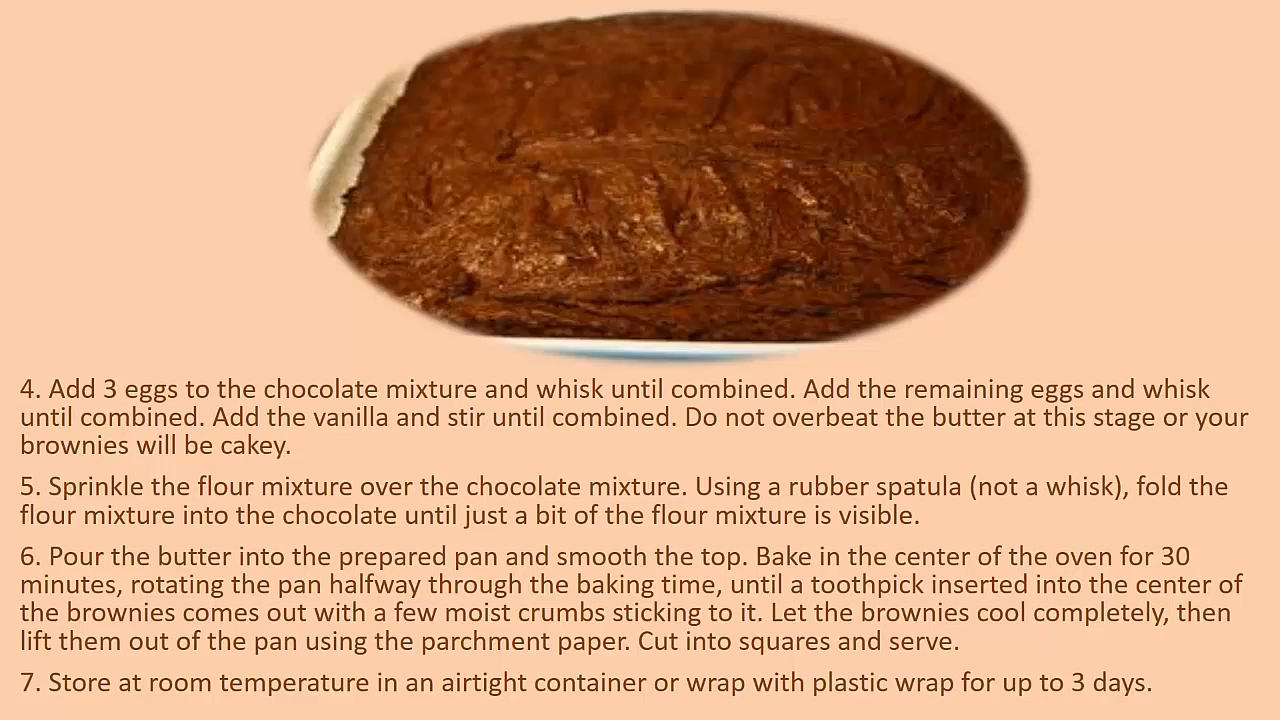 4. Add 3 eggs to the chocolate mixture and whisk until combined. Add the remaining eggs and whisk
until combined. Add the vanilla and stir until combined. Do not overbeat the butter at this stage or your
brownies will be cakey.
5. Sprinkle the flour mixture over the chocolate mixture. Using a rubber spatula (not a whisk), fold the
flour mixture into the chocolate until just a bit of the flour mixture is visible.
6. Pour the butter into the prepared pan and smooth the top. Bake in the center of the oven for 30
minutes, rotating the pan halfway through the baking time, until a toothpick inserted into the center of
the brownies comes out with a few moist crumbs sticking to it. Let the brownies cool completely, then
lift them out of the pan using the parchment paper. Cut into squares and serve.
7. Store at room temperature in an airtight container or wrap with plastic wrap for up to 3 days.